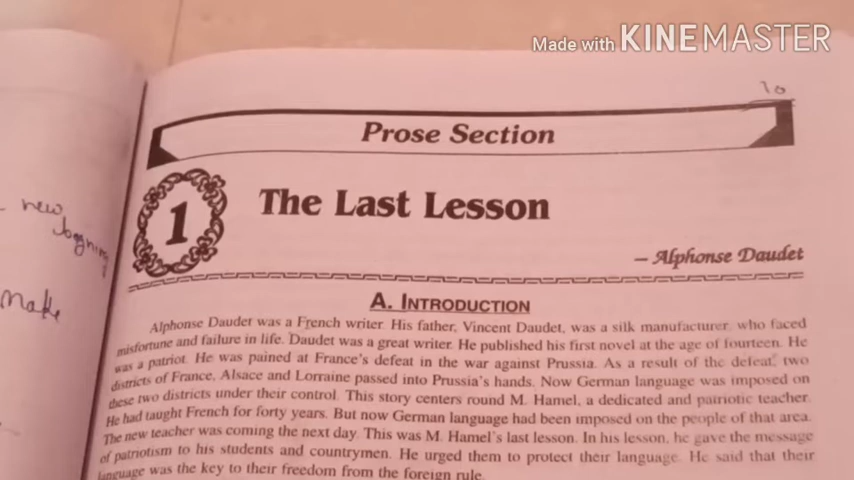 Made with KINEMASTER
10
Prose Section
1
The Last Lesson
– Alphonse Daudet
A. INTRODUCTION
Alphonse Daudet was a French writer. His father, Vincent Daudet, was a silk manufacturer, who faced
misfortune and failure in life. Daudet was a great writer. He published his first novel at the age of fourteen. He
was a patriot. He was pained at France's defeat in the war against Prussia. As a result of the defeat, two
districts of France, Alsace and Lorraine passed into Prussia's hands. Now German language was imposed on
these two districts under their control. This story centers round M. Hamel, a dedicated and patriotic teacher.
He had taught French for forty years. But now German language had been imposed on the people of that area.
The new teacher was coming the next day. This was M. Hamel's last lesson. In his lesson, he gave the message
of patriotism to his students and countrymen. He urged them to protect their language. He said that their
language was the key to their freedom from the foreign rule.
new
make